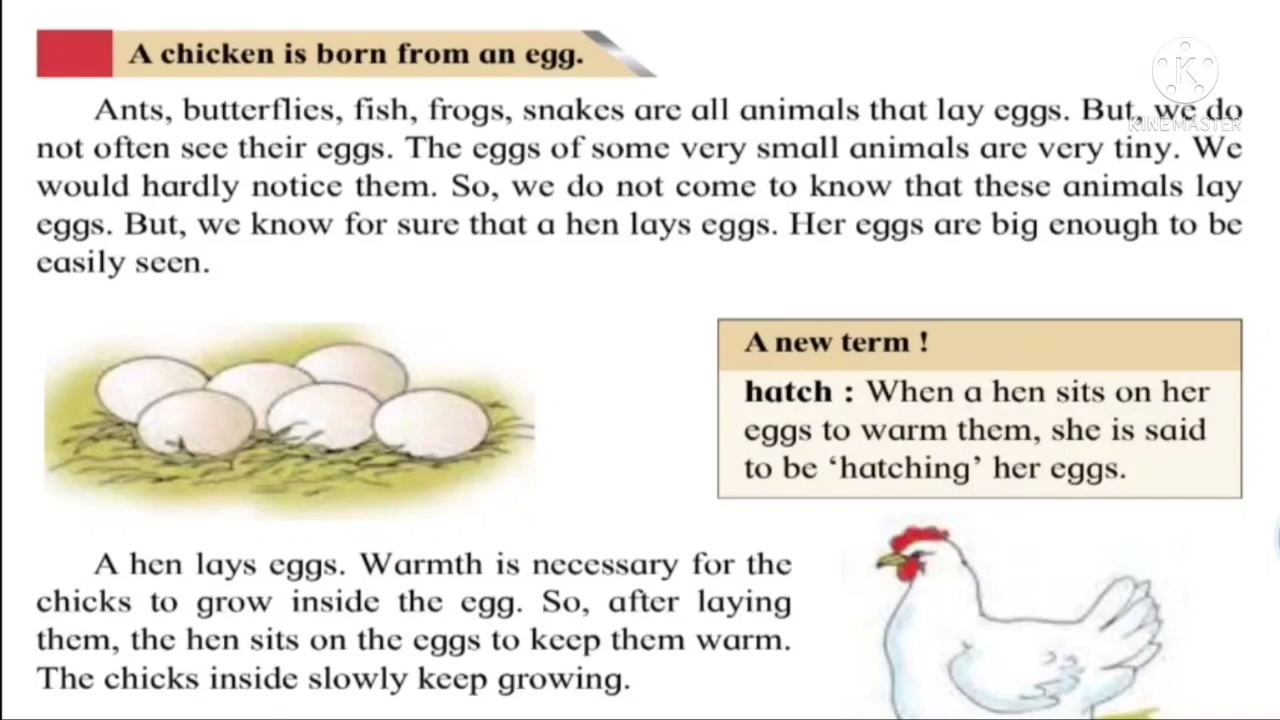 A chicken is born from an egg.
Ants, butterflies, fish, frogs, snakes are all animals that lay eggs. But, we do
not often see their eggs. The eggs of some very small animals are very tiny. We
would hardly notice them. So, we do not come to know that these animals lay
eggs. But, we know for sure that a hen lays eggs. Her eggs are big enough to be
easily seen.
A new term !
hatch : When a hen sits on her
eggs to warm them, she is said
to be ‘hatching’ her eggs.
A hen lays eggs. Warmth is necessary for the
chicks to grow inside the egg. So, after laying
them, the hen sits on the eggs to keep them warm.
The chicks inside slowly keep growing.
K
KINEMASTER